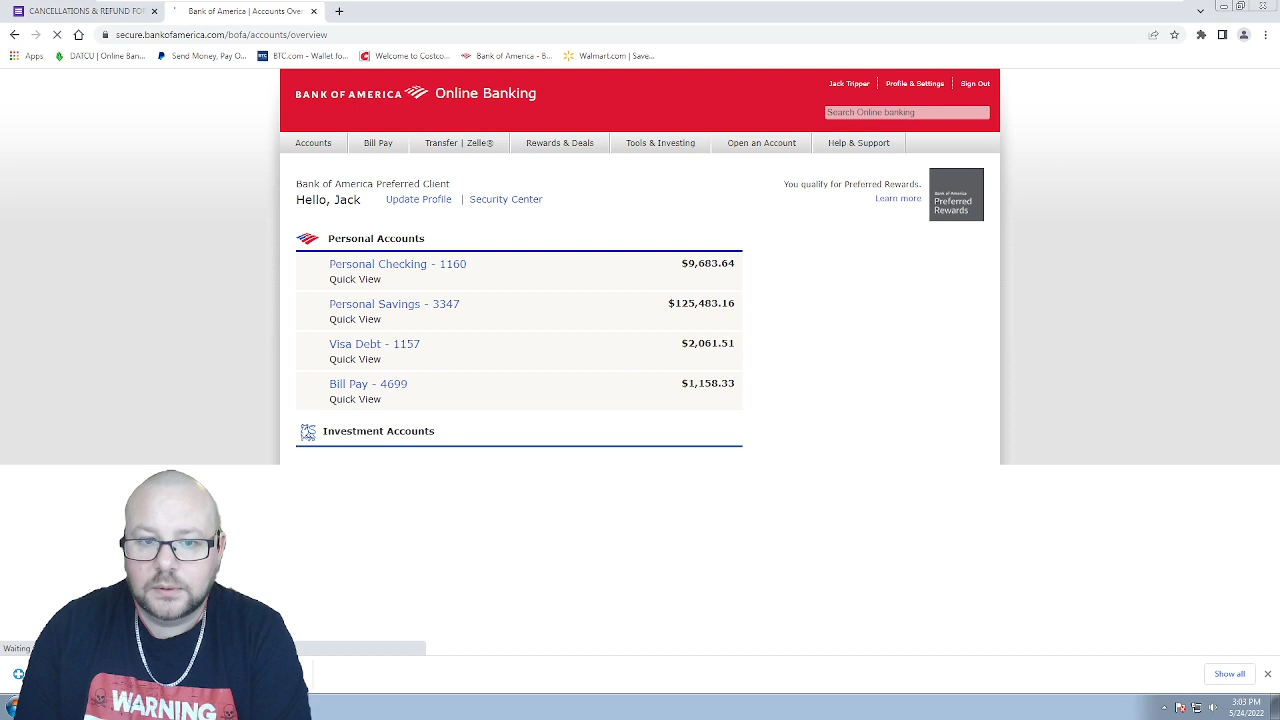 CANCELLATIONS & REFUND FOR
Bank of America Online Banking
Accounts Over
secure.bankofamerica.com/bofa/accounts/overview
Apps
DATCU | Online Ban...
Send Money, Pay O...
BTC
BTC.com - Wallet fo...
Welcome to Costco...
Bank of America - B...
Walmart.com | Save...
BANK OF AMERICA
Online Banking
Jack Tripper
Profile & Settings
Sign Out
Search Online banking
Accounts
Bill Pay
Transfer | Zelle®
Rewards & Deals
Tools & Investing
Open an Account
Help & Support
Bank of America Preferred Client
Hello, Jack
Update Profile
Security Center
You qualify for Preferred Rewards.
Learn more
Bank of America
Preferred
Rewards
Personal Accounts
Personal Checking - 1160
$9,683.64
Quick View
Personal Savings - 3347
$125,483.16
Quick View
Visa Debt - 1157
$2,061.51
Quick View
Bill Pay - 4699
$1,158.33
Quick View
Investment Accounts
Waiting
WARNING
Show all
3:03 PM
5/24/2022